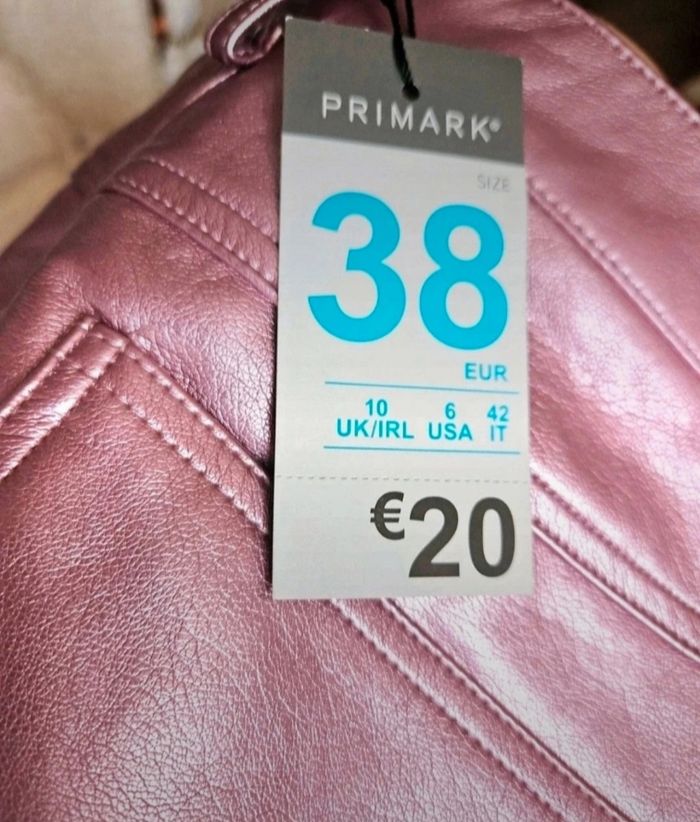 PRIMARK®
SIZE
38
EUR
10 6 42
UK/IRL USA IT
€20